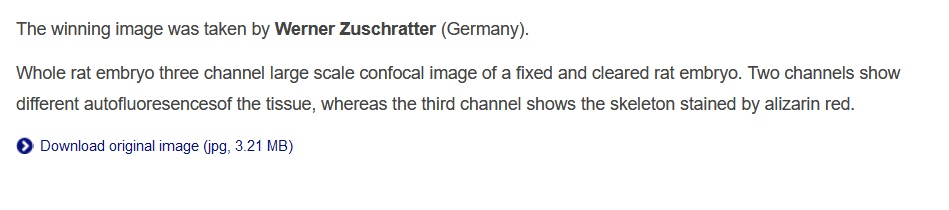 The winning image was taken by Werner Zuschratter (Germany).
Whole rat embryo three channel large scale confocal image of a fixed and cleared rat embryo. Two channels show
different autofluoresencesof the tissue, whereas the third channel shows the skeleton stained by alizarin red.
Download original image (jpg, 3.21 MB)